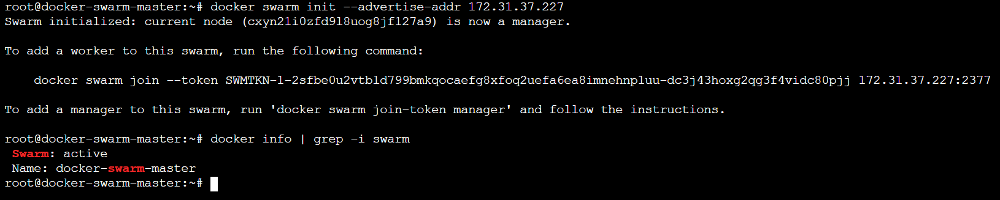 root@docker-swarm-master:~# docker swarm init --advertise-addr 172.31.37.227
Swarm initialized: current node (cxyn21i0zfd9l8uog8jf127a9) is now a manager.
To add a worker to this swarm, run the following command:
docker swarm join --token SWMTKN-1-2sfbe0u2vtbld799bmkqocaefg8xfoq2uefa6ea8imnehnp1uu-dc3j43hoxg2qg3f4vidc80pjj 172.31.37.227:2377
To add a manager to this swarm, run 'docker swarm join-token manager' and follow the instructions.
root@docker-swarm-master:~# docker info | grep -i swarm
Swarm: active
Name: docker-swarm-master
root@docker-swarm-master:~#